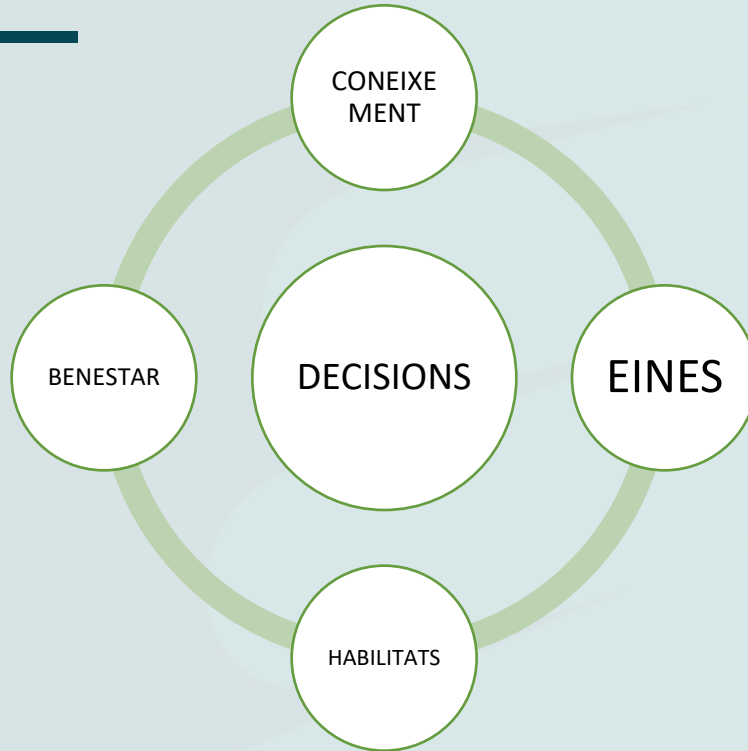 CONEIXE
MENT
BENESTAR
DECISIONS
EINES
HABILITATS